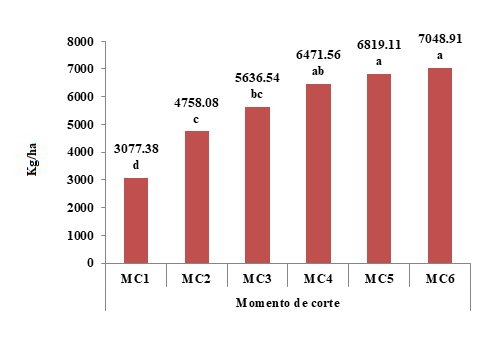 7048.91
a
6819.11
a
6471.56
ab
5636.54
bc
4758.08
c
3077.38
d
Kg/ha
8000
7000
6000
5000
4000
3000
2000
1000
0
MC1 MC2 MC3 MC4 MC5 MC6
Momento de corte